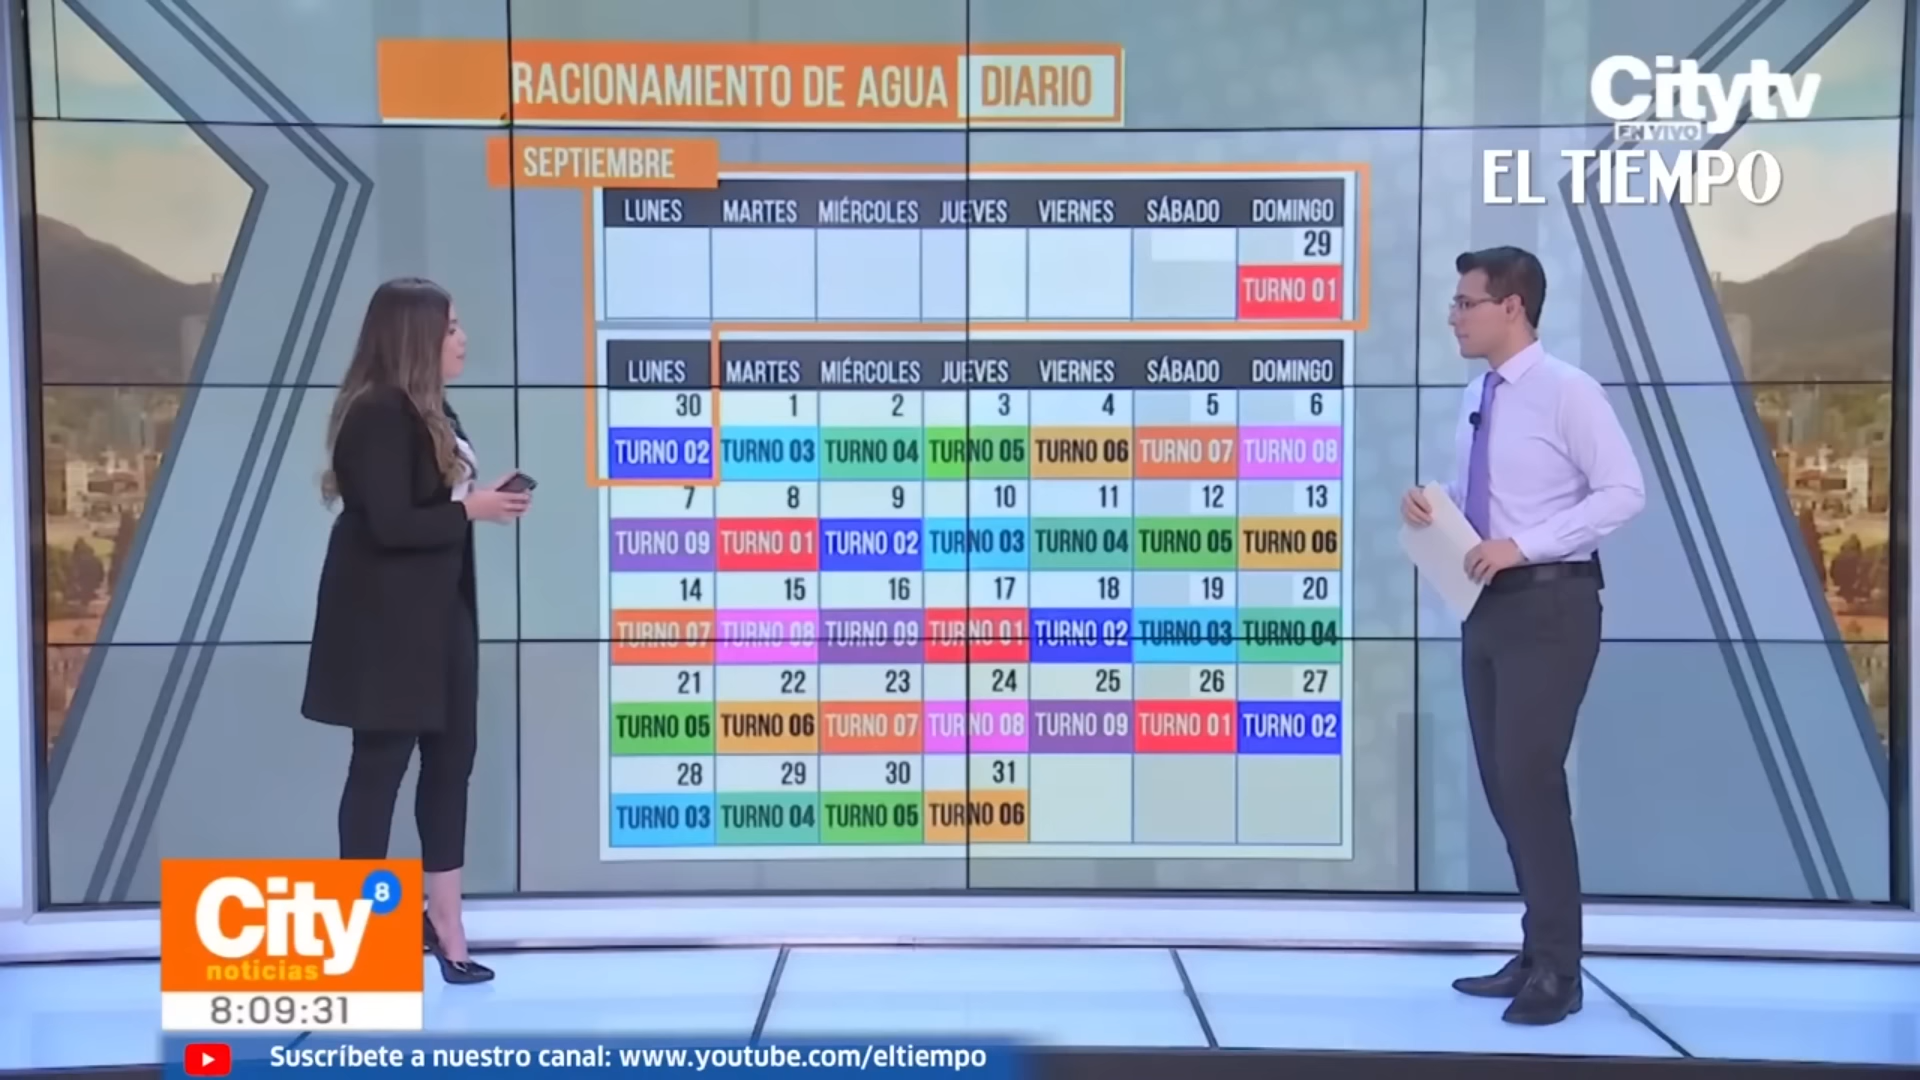 RACIONAMIENTO DE AGUA DIARIO
Citytv
EN VIVO
EL TIEMPO
SEPTIEMBRE
LUNES MARTES MIÉRCOLES JUEVES VIERNES SÁBADO DOMINGO
29
TURNO 01
LUNES MARTES MIÉRCOLES JUEVES VIERNES SÁBADO DOMINGO
30 1 2 3 4 5 6
TURNO 02 TURNO 03 TURNO 04 TURNO 05 TURNO 06 TURNO 07 TURNO 08
7 8 9 10 11 12 13
TURNO 09 TURNO 01 TURNO 02 TURNO 03 TURNO 04 TURNO 05 TURNO 06
14 15 16 17 18 19 20
TURNO 07 TURNO 08 TURNO 09 TURNO 01 TURNO 02 TURNO 03 TURNO 04
21 22 23 24 25 26 27
TURNO 05 TURNO 06 TURNO 07 TURNO 08 TURNO 09 TURNO 01 TURNO 02
28 29 30 31
TURNO 03 TURNO 04 TURNO 05 TURNO 06
City 8
noticias
8:09:31
Suscríbete a nuestro canal: www.youtube.com/eltiempo